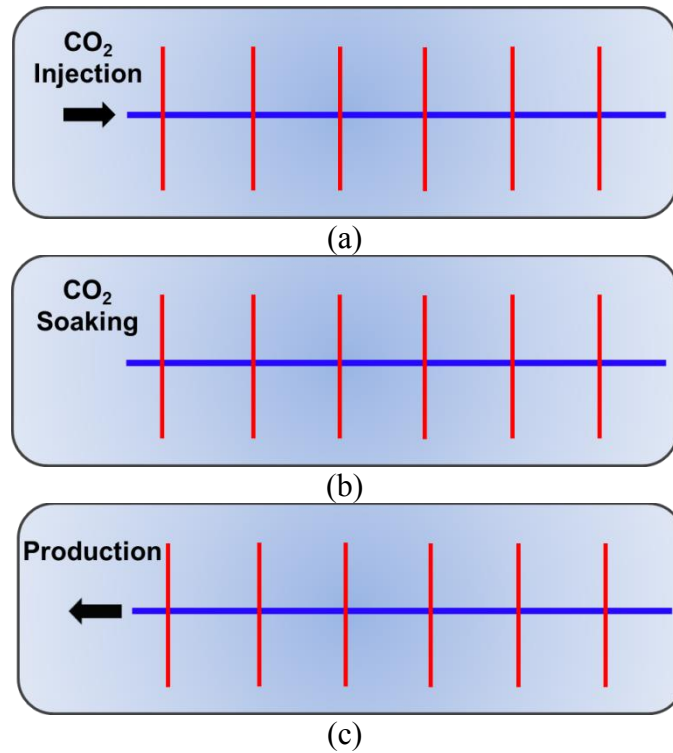 CO₂
Injection
(a)
CO₂
Soaking
(b)
Production
(c)